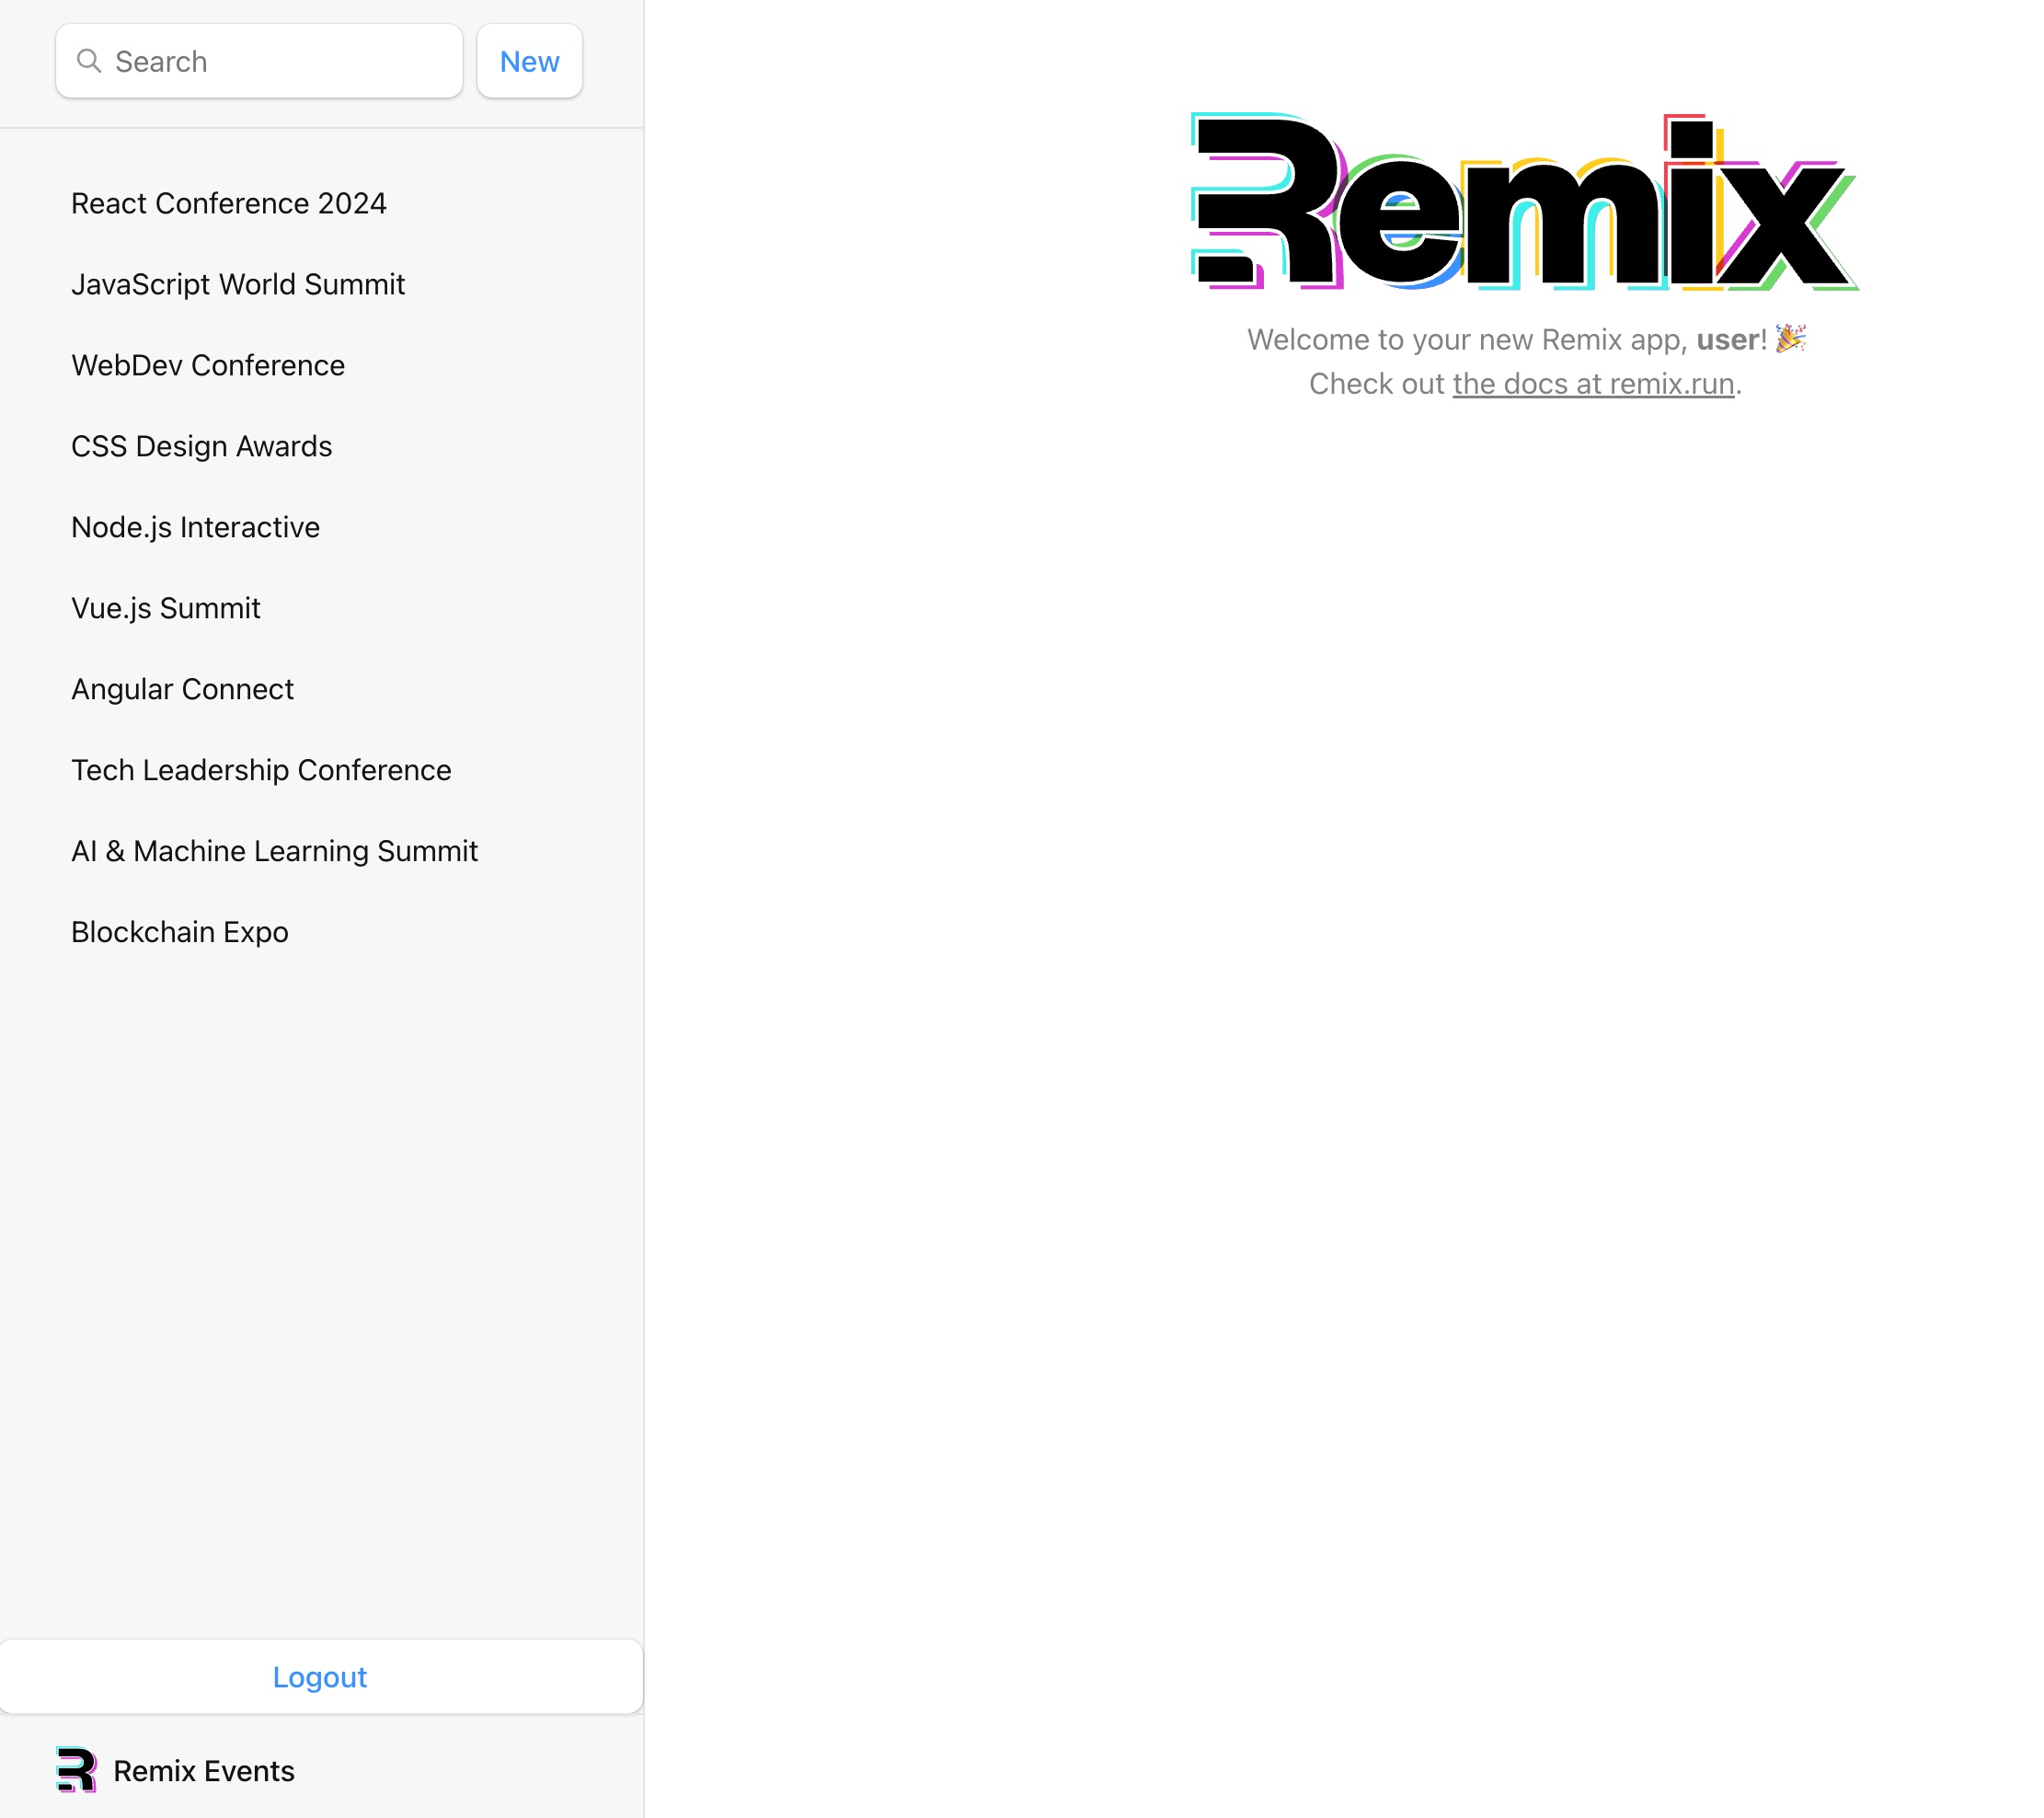 Search
New
React Conference 2024
JavaScript World Summit
WebDev Conference
CSS Design Awards
Node.js Interactive
Vue.js Summit
Angular Connect
Tech Leadership Conference
AI & Machine Learning Summit
Blockchain Expo
Logout
Remix Events
Remix
Welcome to your new Remix app, user! 🎉
Check out the docs at remix.run.